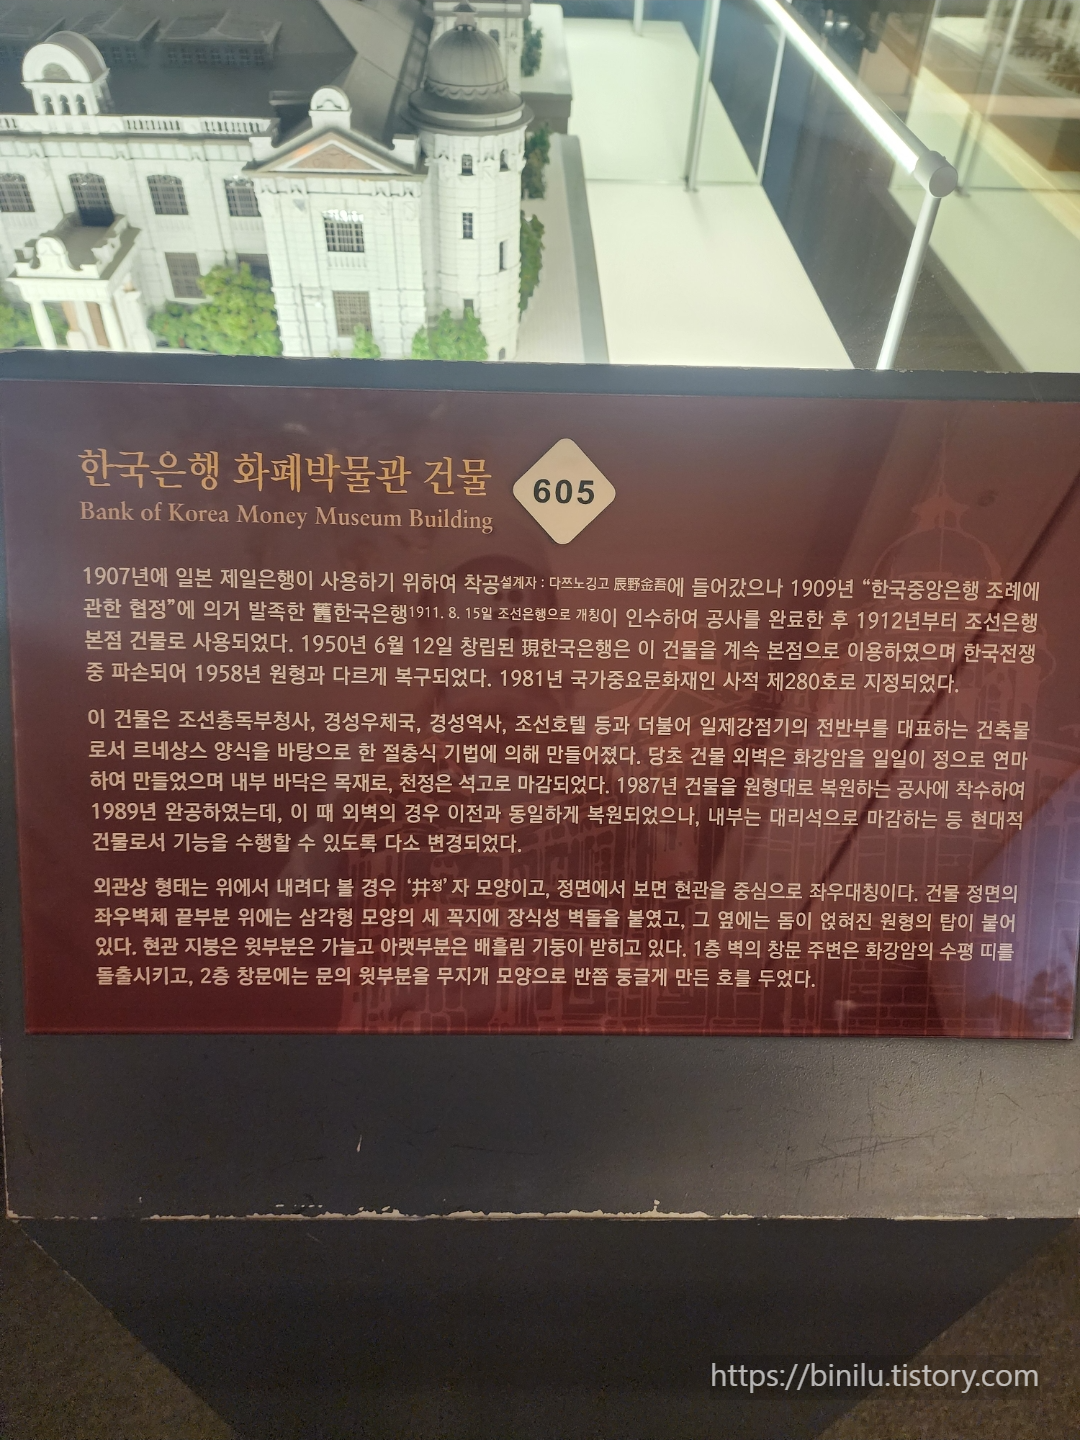 한국은행 화폐박물관 건물
605
Bank of Korea Money Museum Building
1907년에 일본 제일은행이 사용하기 위하여 착공설계자 : 다쯔노깅고 辰野金吾에 들어갔으나 1909년 “한국중앙은행 조례에
관한 협정”에 의거 발족한 舊한국은행1911. 8. 15일 조선은행으로 개칭이 인수하여 공사를 완료한 후 1912년부터 조선은행
본점 건물로 사용되었다. 1950년 6월 12일 창립된 現한국은행은 이 건물을 계속 본점으로 이용하였으며 한국전쟁
중 파손되어 1958년 원형과 다르게 복구되었다. 1981년 국가중요문화재인 사적 제280호로 지정되었다.
이 건물은 조선총독부청사, 경성우체국, 경성역사, 조선호텔 등과 더불어 일제강점기의 전반부를 대표하는 건축물
로서 르네상스 양식을 바탕으로 한 절충식 기법에 의해 만들어졌다. 당초 건물 외벽은 화강암을 일일이 정으로 연마
하여 만들었으며 내부 바닥은 목재로, 천정은 석고로 마감되었다. 1987년 건물을 원형대로 복원하는 공사에 착수하여
1989년 완공하였는데, 이 때 외벽의 경우 이전과 동일하게 복원되었으나, 내부는 대리석으로 마감하는 등 현대적
건물로서 기능을 수행할 수 있도록 다소 변경되었다.
외관상 형태는 위에서 내려다 볼 경우 ‘井정’자 모양이고, 정면에서 보면 현관을 중심으로 좌우대칭이다. 건물 정면의
좌우벽체 끝부분 위에는 삼각형 모양의 세 꼭지에 장식성 벽돌을 붙였고, 그 옆에는 돔이 얹혀진 원형의 탑이 붙어
있다. 현관 지붕은 윗부분은 가늘고 아랫부분은 배흘림 기둥이 받히고 있다. 1층 벽의 창문 주변은 화강암의 수평 띠를
돌출시키고, 2층 창문에는 문의 윗부분을 무지개 모양으로 반쯤 둥글게 만든 호를 두었다.
https://binilu.tistory.com